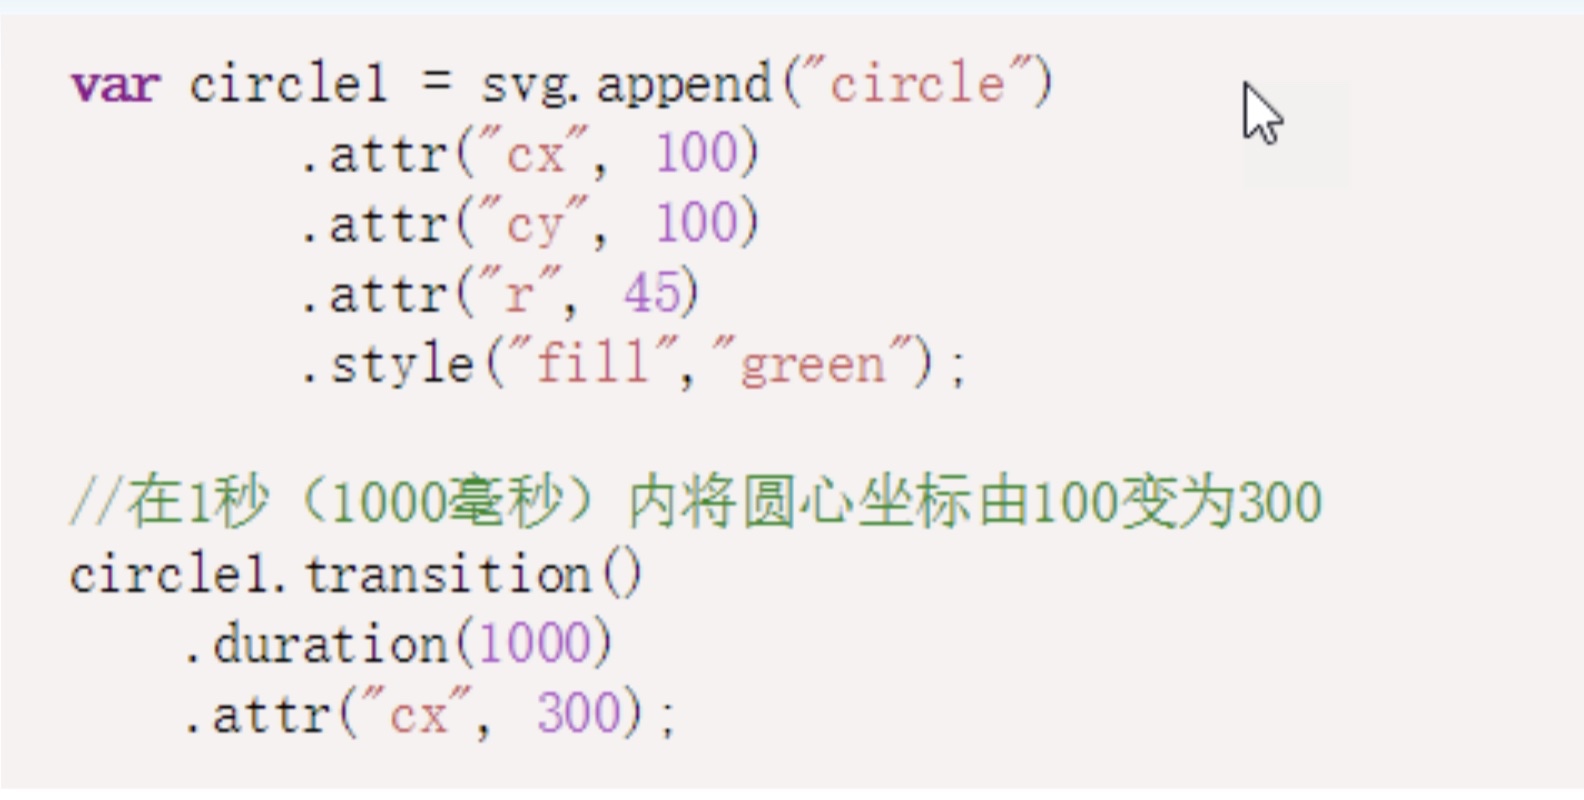 var circle1 = svg.append("circle")
.attr("cx", 100)
.attr("cy", 100)
.attr("r", 45)
.style("fill","green");
//在1秒（1000毫秒）内将圆心坐标由100变为300
circle1.transition()
.duration(1000)
.attr("cx", 300);